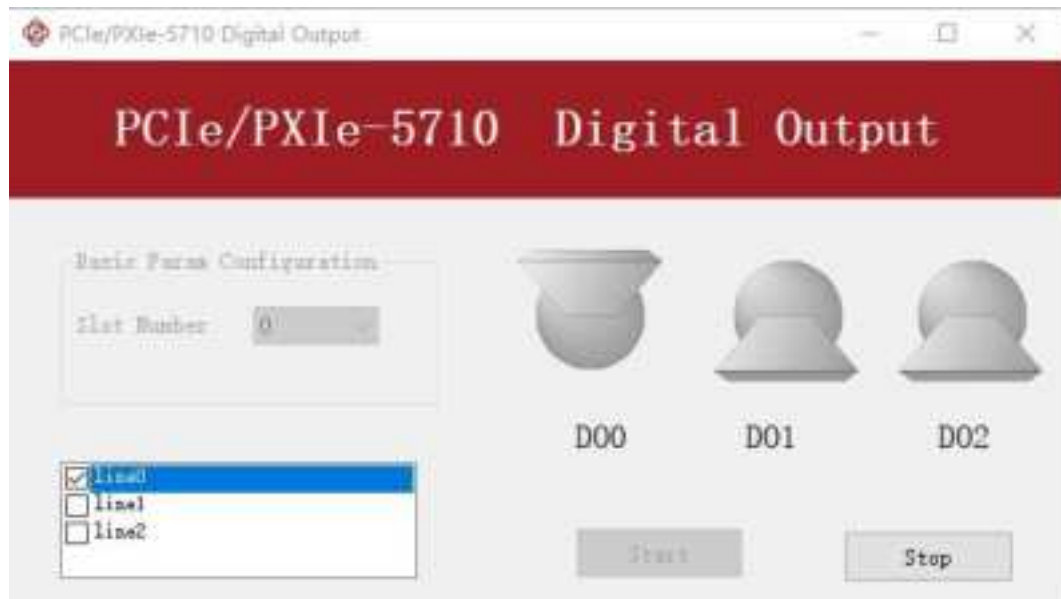 PCIe/PXIe-5710 Digital Output
PCIe/PXIe-5710 Digital Output
Basic Param Configuration
Slot Number 0
DO0 DO1 DO2
line0
line1
line2
Start Stop